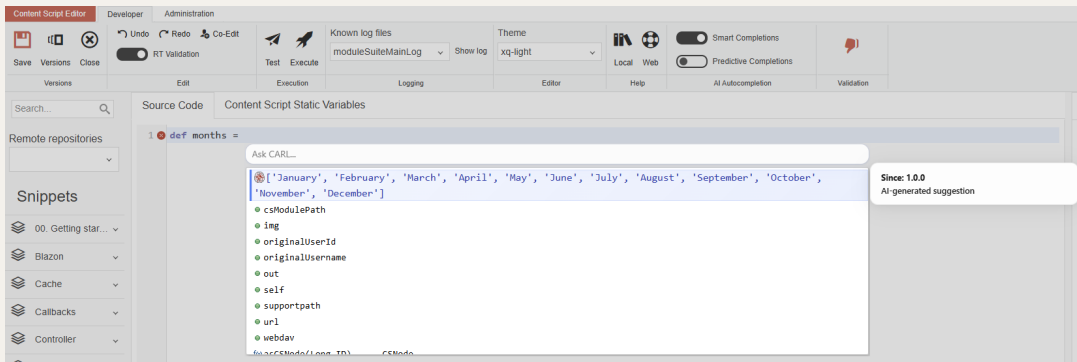 Content Script Editor Developer Administration
Save Versions Close
Versions
Undo Redo Co-Edit
RT Validation
Edit
Test Execute
Execution
Known log files
moduleSuiteMainLog Show log
Logging
Theme
xq-light
Editor
Local Web
Help
Smart Completions
Predictive Completions
AI Autocompletion
Validation
Search...
Remote repositories
Snippets
00. Getting star...
Blazon
Cache
Callbacks
Controller
Source Code Content Script Static Variables
1 def months =
Ask CARL...
['January', 'February', 'March', 'April', 'May', 'June', 'July', 'August', 'September', 'October',
'November', 'December']
csModulePath
img
originalUserId
originalUsername
out
self
supportpath
url
webdav
asCSNode(Long ID) CSNode
Since: 1.0.0
AI-generated suggestion